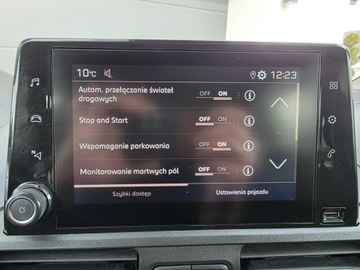 10°C 12:23
Autom. przełączanie świateł
drogowych OFF ON
Stop and Start OFF ON
Wspomaganie parkowania OFF ON
Monitorowanie martwych pól OFF ON
Szybki dostęp Ustawienia pojazdu